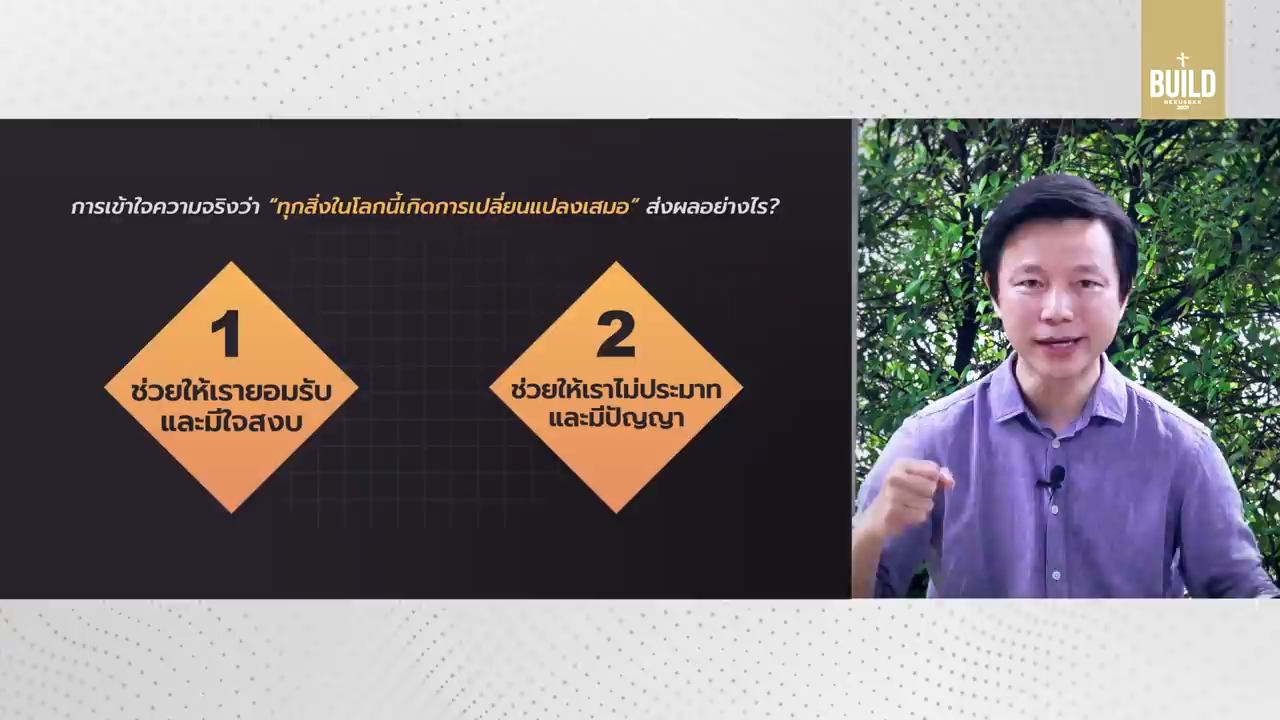 BUILD
NEXUSBKK
2021
การเข้าใจความจริงว่า “ทุกสิ่งในโลกนี้เกิดการเปลี่ยนแปลงเสมอ” ส่งผลอย่างไร?
1
ช่วยให้เรายอมรับ
และมีใจสงบ
2
ช่วยให้เราไม่ประมาท
และมีปัญญา